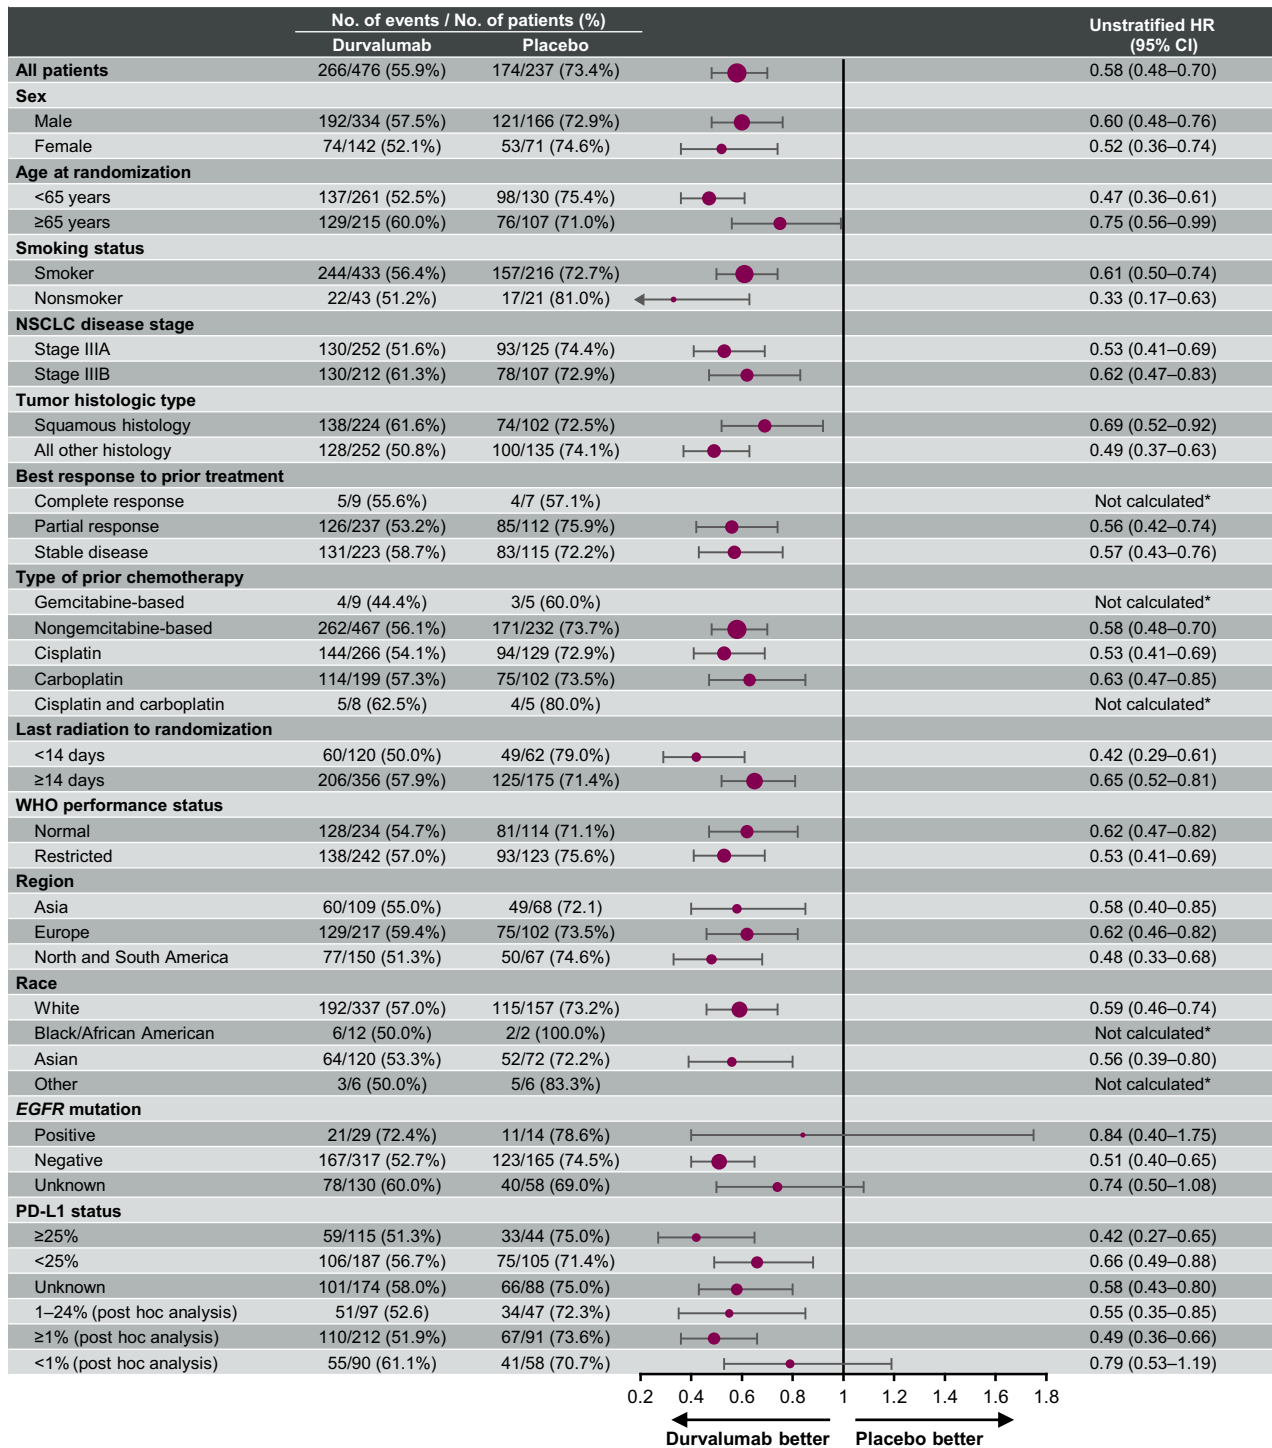 No. of events / No. of patients (%)
Unstratified HR
(95% CI)
Durvalumab Placebo
All patients 266/476 (55.9%) 174/237 (73.4%) 0.58 (0.48–0.70)
Sex
Male 192/334 (57.5%) 121/166 (72.9%) 0.60 (0.48–0.76)
Female 74/142 (52.1%) 53/71 (74.6%) 0.52 (0.36–0.74)
Age at randomization
<65 years 137/261 (52.5%) 98/130 (75.4%) 0.47 (0.36–0.61)
≥65 years 129/215 (60.0%) 76/107 (71.0%) 0.75 (0.56–0.99)
Smoking status
Smoker 244/433 (56.4%) 157/216 (72.7%) 0.61 (0.50–0.74)
Nonsmoker 22/43 (51.2%) 17/21 (81.0%) 0.33 (0.17–0.63)
NSCLC disease stage
Stage IIIA 130/252 (51.6%) 93/125 (74.4%) 0.53 (0.41–0.69)
Stage IIIB 130/212 (61.3%) 78/107 (72.9%) 0.62 (0.47–0.83)
Tumor histologic type
Squamous histology 138/224 (61.6%) 74/102 (72.5%) 0.69 (0.52–0.92)
All other histology 128/252 (50.8%) 100/135 (74.1%) 0.49 (0.37–0.63)
Best response to prior treatment
Complete response 5/9 (55.6%) 4/7 (57.1%) Not calculated*
Partial response 126/237 (53.2%) 85/112 (75.9%) 0.56 (0.42–0.74)
Stable disease 131/223 (58.7%) 83/115 (72.2%) 0.57 (0.43–0.76)
Type of prior chemotherapy
Gemcitabine-based 4/9 (44.4%) 3/5 (60.0%) Not calculated*
Nongemcitabine-based 262/467 (56.1%) 171/232 (73.7%) 0.58 (0.48–0.70)
Cisplatin 144/266 (54.1%) 94/129 (72.9%) 0.53 (0.41–0.69)
Carboplatin 114/199 (57.3%) 75/102 (73.5%) 0.63 (0.47–0.85)
Cisplatin and carboplatin 5/8 (62.5%) 4/5 (80.0%) Not calculated*
Last radiation to randomization
<14 days 60/120 (50.0%) 49/62 (79.0%) 0.42 (0.29–0.61)
≥14 days 206/356 (57.9%) 125/175 (71.4%) 0.65 (0.52–0.81)
WHO performance status
Normal 128/234 (54.7%) 81/114 (71.1%) 0.62 (0.47–0.82)
Restricted 138/242 (57.0%) 93/123 (75.6%) 0.53 (0.41–0.69)
Region
Asia 60/109 (55.0%) 49/68 (72.1) 0.58 (0.40–0.85)
Europe 129/217 (59.4%) 75/102 (73.5%) 0.62 (0.46–0.82)
North and South America 77/150 (51.3%) 50/67 (74.6%) 0.48 (0.33–0.68)
Race
White 192/337 (57.0%) 115/157 (73.2%) 0.59 (0.46–0.74)
Black/African American 6/12 (50.0%) 2/2 (100.0%) Not calculated*
Asian 64/120 (53.3%) 52/72 (72.2%) 0.56 (0.39–0.80)
Other 3/6 (50.0%) 5/6 (83.3%) Not calculated*
EGFR mutation
Positive 21/29 (72.4%) 11/14 (78.6%) 0.84 (0.40–1.75)
Negative 167/317 (52.7%) 123/165 (74.5%) 0.51 (0.40–0.65)
Unknown 78/130 (60.0%) 40/58 (69.0%) 0.74 (0.50–1.08)
PD-L1 status
≥25% 59/115 (51.3%) 33/44 (75.0%) 0.42 (0.27–0.65)
<25% 106/187 (56.7%) 75/105 (71.4%) 0.66 (0.49–0.88)
Unknown 101/174 (58.0%) 66/88 (75.0%) 0.58 (0.43–0.80)
1–24% (post hoc analysis) 51/97 (52.6) 34/47 (72.3%) 0.55 (0.35–0.85)
≥1% (post hoc analysis) 110/212 (51.9%) 67/91 (73.6%) 0.49 (0.36–0.66)
<1% (post hoc analysis) 55/90 (61.1%) 41/58 (70.7%) 0.79 (0.53–1.19)
0.2 0.4 0.6 0.8 1 1.2 1.4 1.6 1.8
Durvalumab better Placebo better